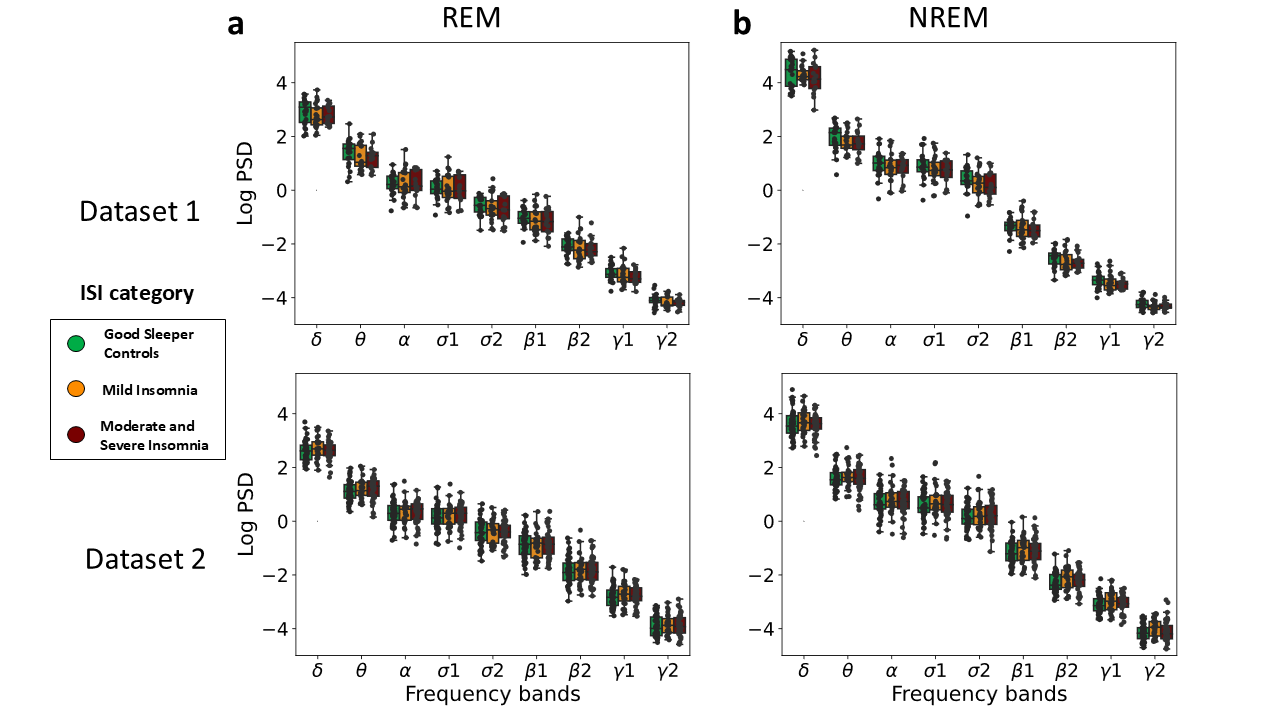 a
REM
b
NREM
Dataset 1
Log PSD
4
2
0
−2
−4
δ θ α σ1 σ2 β1 β2 γ1 γ2
4
2
0
−2
−4
δ θ α σ1 σ2 β1 β2 γ1 γ2
ISI category
Good Sleeper
Controls
Mild Insomnia
Moderate and
Severe Insomnia
Dataset 2
Log PSD
4
2
0
−2
−4
δ θ α σ1 σ2 β1 β2 γ1 γ2
Frequency bands
4
2
0
−2
−4
δ θ α σ1 σ2 β1 β2 γ1 γ2
Frequency bands